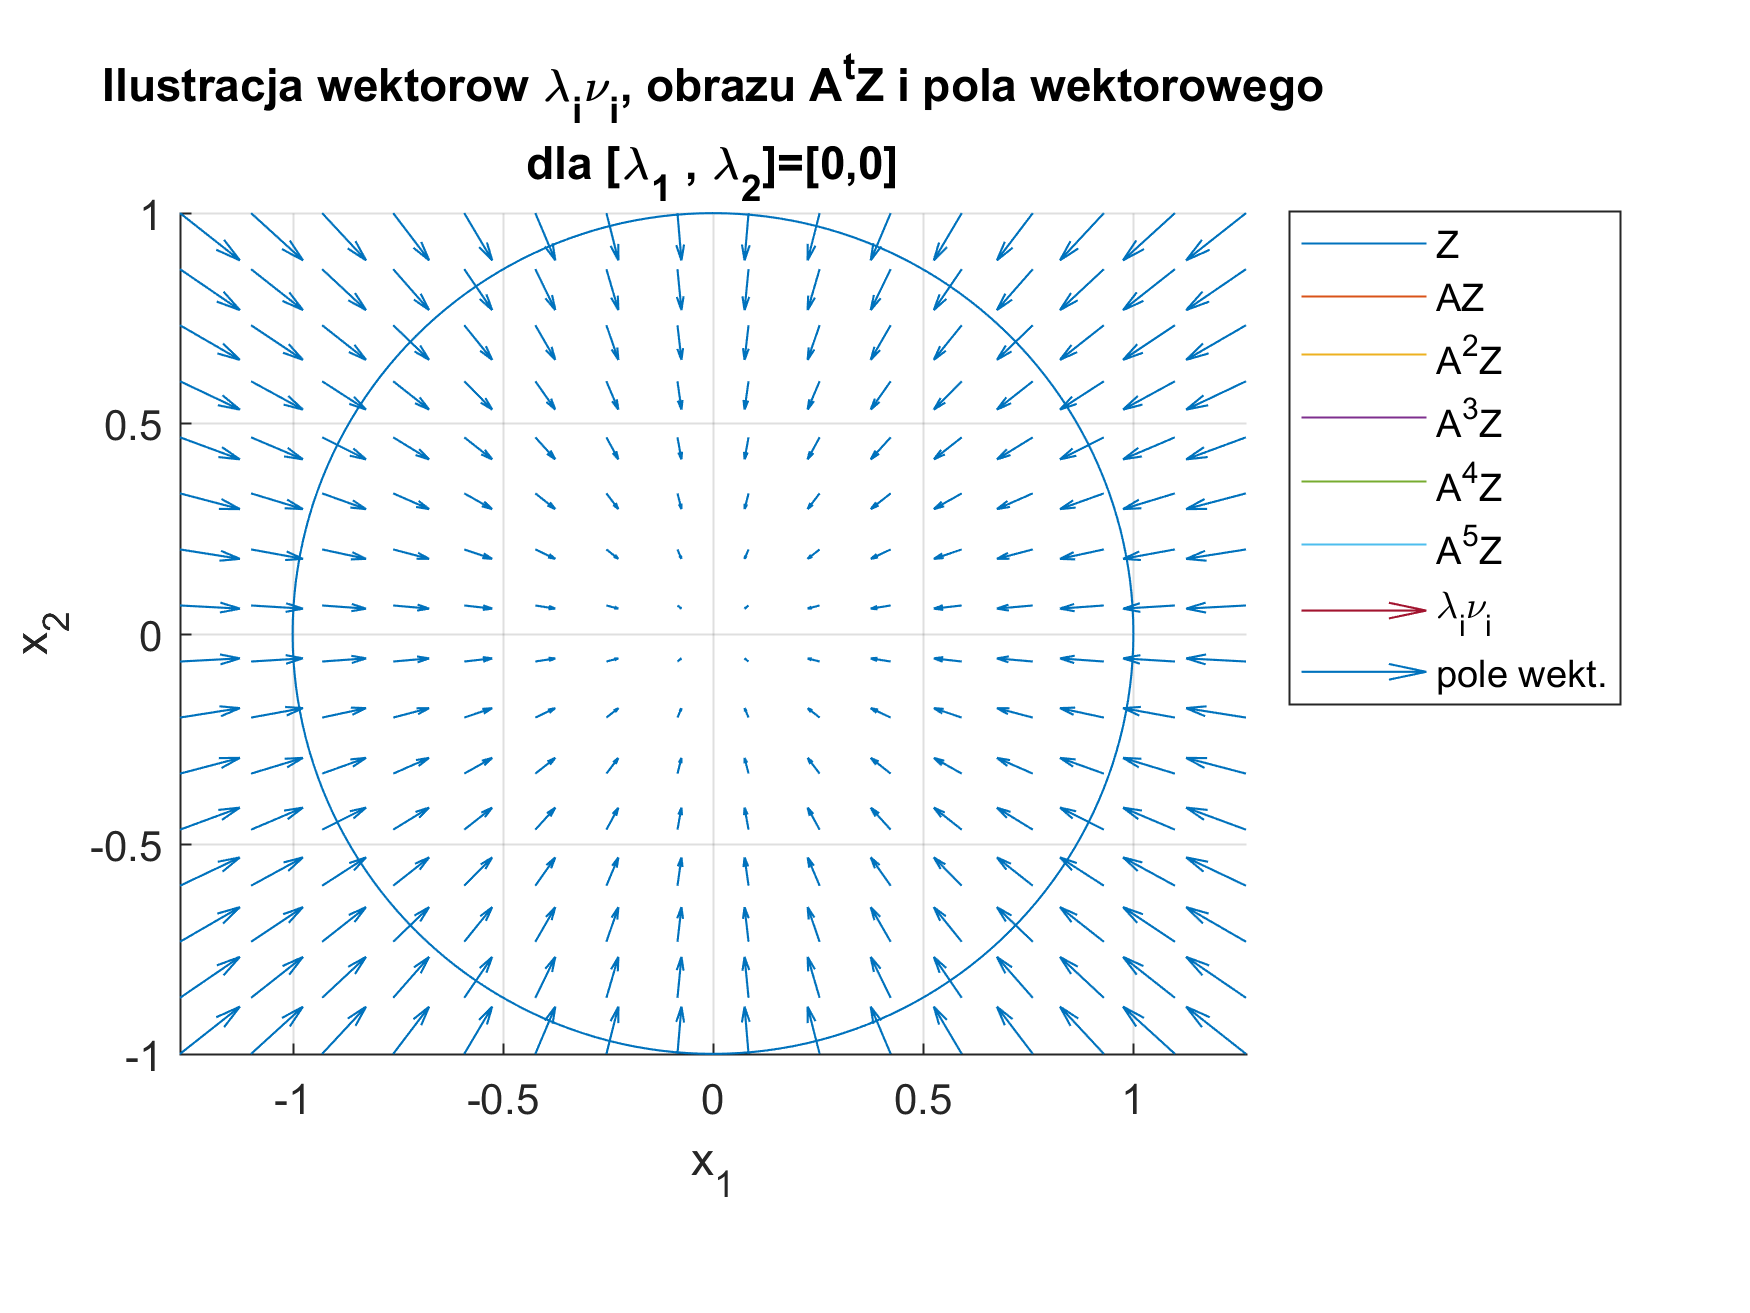 Ilustracja wektorow λᵢνᵢ, obrazu AᵗZ i pola wektorowego
dla [λ₁ , λ₂]=[0,0]
1
0.5
0
-0.5
-1
x₂
-1
-0.5
0
0.5
1
x₁
Z
AZ
A²Z
A³Z
A⁴Z
A⁵Z
λᵢνᵢ
pole wekt.